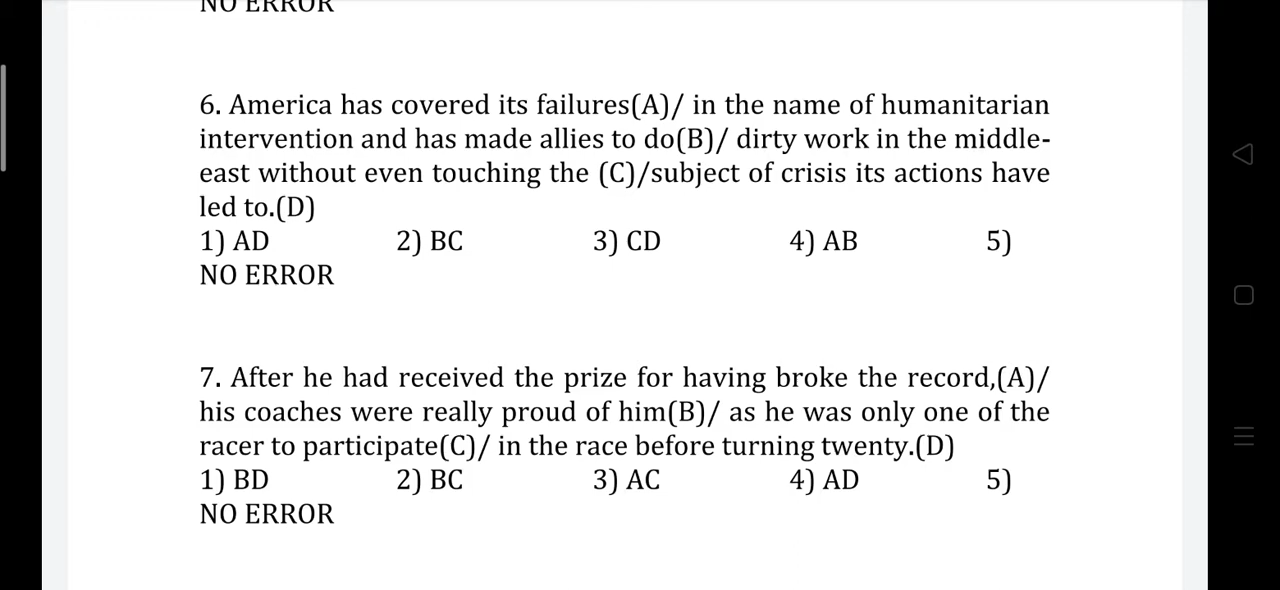 NO ERROR
6. America has covered its failures(A)/ in the name of humanitarian
intervention and has made allies to do(B)/ dirty work in the middle-
east without even touching the (C)/subject of crisis its actions have
led to.(D)
1) AD 2) BC 3) CD 4) AB 5)
NO ERROR
7. After he had received the prize for having broke the record,(A)/
his coaches were really proud of him(B)/ as he was only one of the
racer to participate(C)/ in the race before turning twenty.(D)
1) BD 2) BC 3) AC 4) AD 5)
NO ERROR